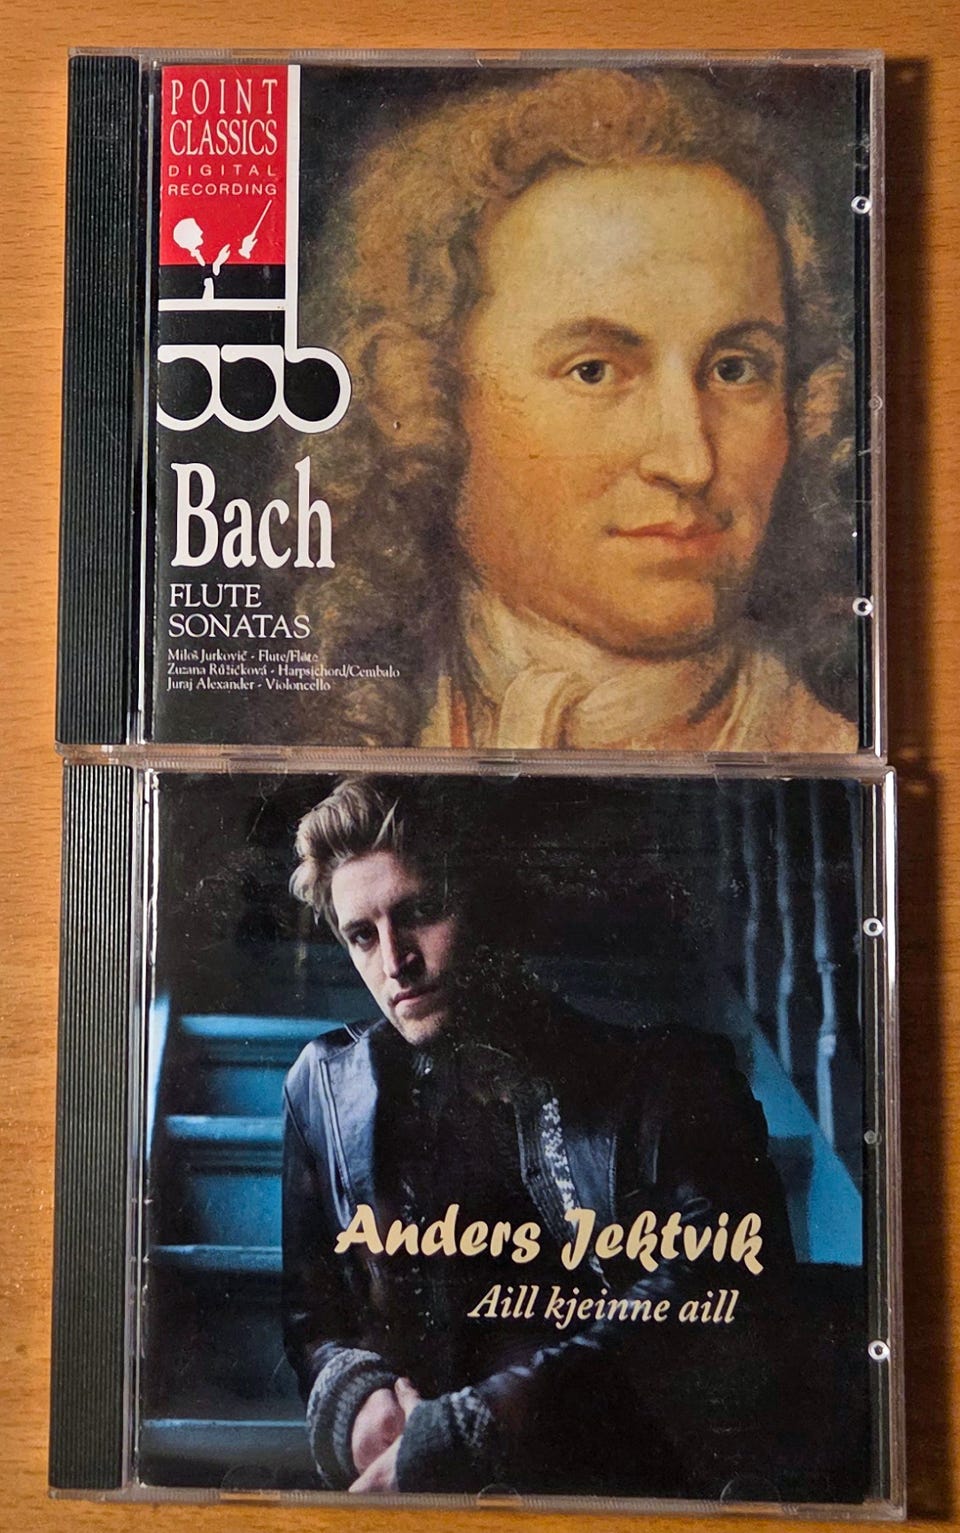 POINT
CLASSICS
DIGITAL
RECORDING
Bach
FLUTE
SONATAS
Miloš Jurkovič - Flute/Flöte
Zuzana Růžičková - Harpsichord/Cembalo
Juraj Alexander - Violoncello
Anders Jektvik
Aill kjeinne aill